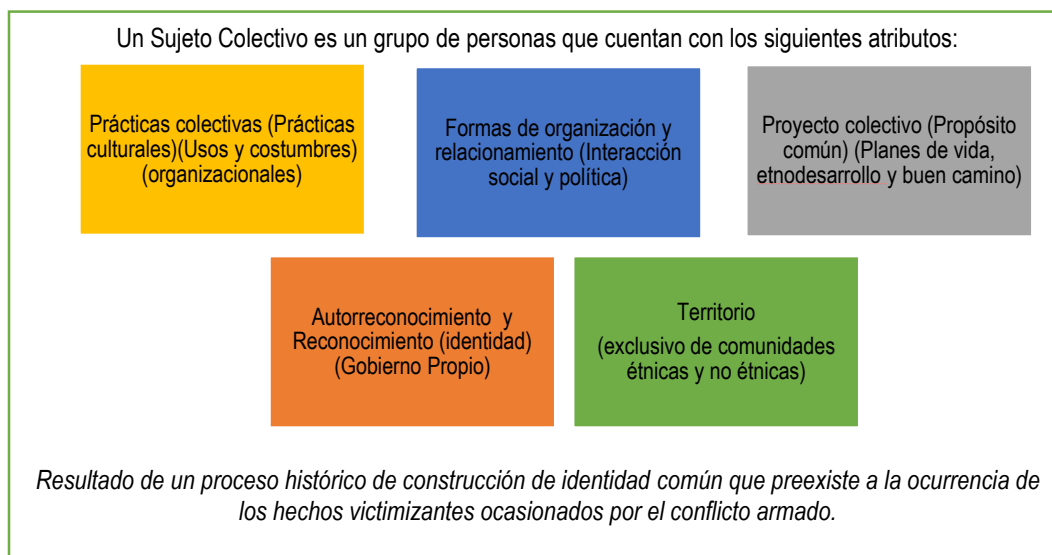 Un Sujeto Colectivo es un grupo de personas que cuentan con los siguientes atributos:
Prácticas colectivas (Prácticas
culturales)(Usos y costumbres)
(organizacionales)
Formas de organización y
relacionamiento (Interacción
social y política)
Proyecto colectivo (Propósito
común) (Planes de vida,
etnodesarrollo y buen camino)
Autorreconocimiento y
Reconocimiento (identidad)
(Gobierno Propio)
Territorio
(exclusivo de comunidades
étnicas y no étnicas)
Resultado de un proceso histórico de construcción de identidad común que preexiste a la ocurrencia de
los hechos victimizantes ocasionados por el conflicto armado.